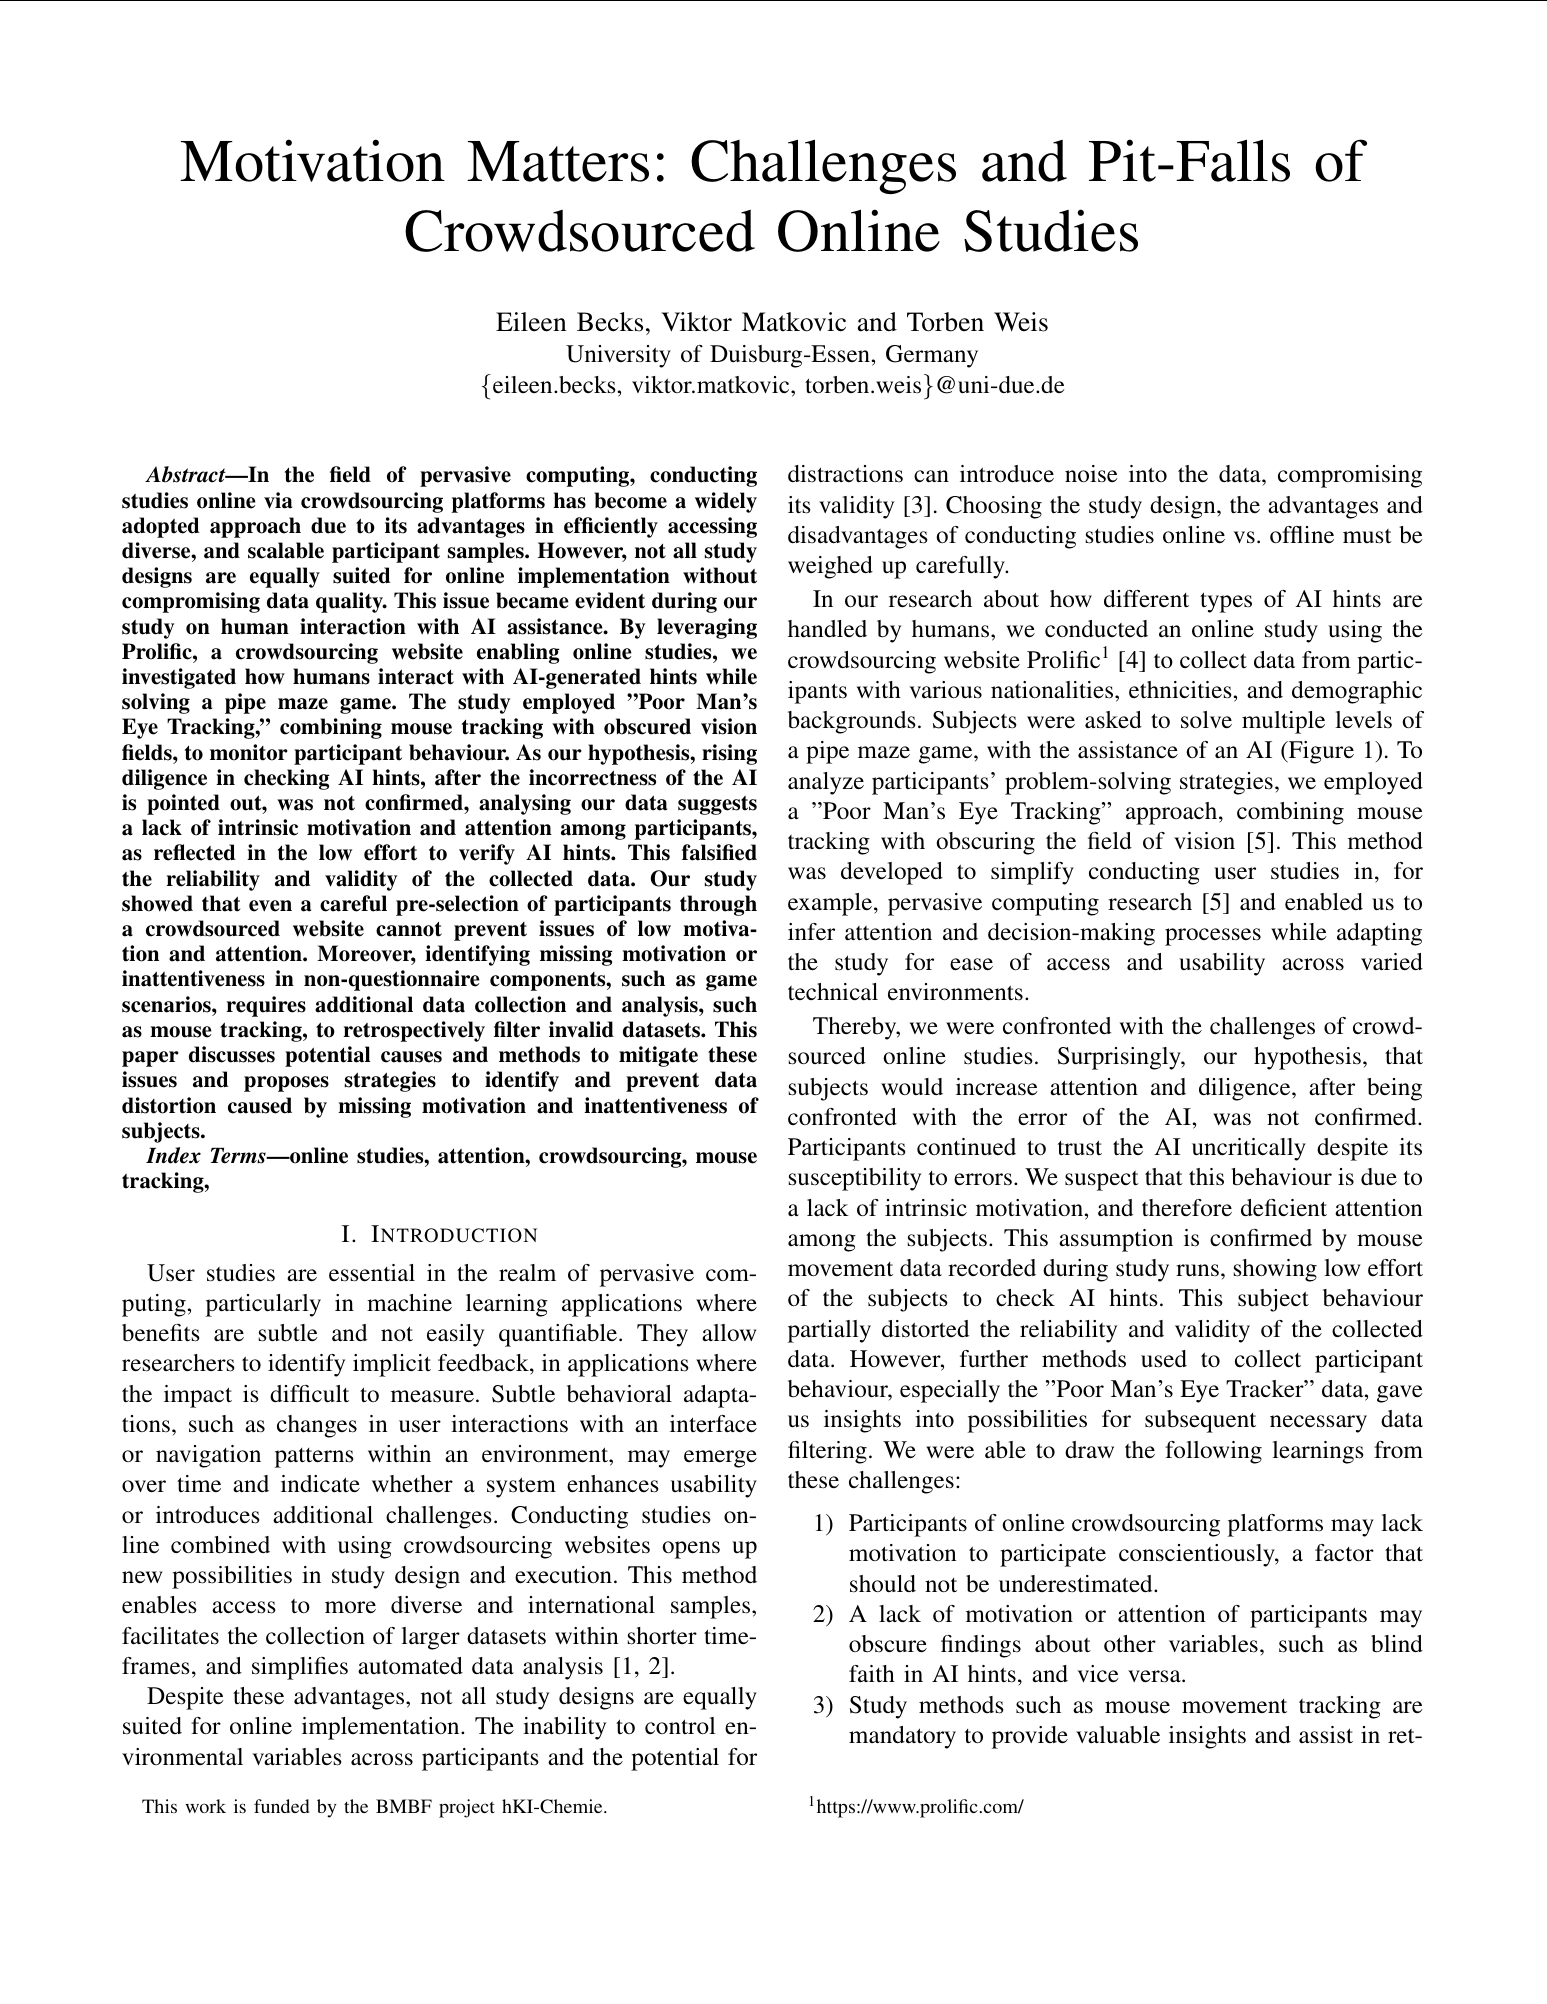 Motivation Matters: Challenges and Pit-Falls of
Crowdsourced Online Studies
Eileen Becks, Viktor Matkovic and Torben Weis
University of Duisburg-Essen, Germany
{eileen.becks, viktor.matkovic, torben.weis}@uni-due.de
Abstract—In the field of pervasive computing, conducting
studies online via crowdsourcing platforms has become a widely
adopted approach due to its advantages in efficiently accessing
diverse, and scalable participant samples. However, not all study
designs are equally suited for online implementation without
compromising data quality. This issue became evident during our
study on human interaction with AI assistance. By leveraging
Prolific, a crowdsourcing website enabling online studies, we
investigated how humans interact with AI-generated hints while
solving a pipe maze game. The study employed ”Poor Man’s
Eye Tracking,” combining mouse tracking with obscured vision
fields, to monitor participant behaviour. As our hypothesis, rising
diligence in checking AI hints, after the incorrectness of the AI
is pointed out, was not confirmed, analysing our data suggests
a lack of intrinsic motivation and attention among participants,
as reflected in the low effort to verify AI hints. This falsified
the reliability and validity of the collected data. Our study
showed that even a careful pre-selection of participants through
a crowdsourced website cannot prevent issues of low motiva-
tion and attention. Moreover, identifying missing motivation or
inattentiveness in non-questionnaire components, such as game
scenarios, requires additional data collection and analysis, such
as mouse tracking, to retrospectively filter invalid datasets. This
paper discusses potential causes and methods to mitigate these
issues and proposes strategies to identify and prevent data
distortion caused by missing motivation and inattentiveness of
subjects.
Index Terms—online studies, attention, crowdsourcing, mouse
tracking,
I. INTRODUCTION
User studies are essential in the realm of pervasive com-
puting, particularly in machine learning applications where
benefits are subtle and not easily quantifiable. They allow
researchers to identify implicit feedback, in applications where
the impact is difficult to measure. Subtle behavioral adapta-
tions, such as changes in user interactions with an interface
or navigation patterns within an environment, may emerge
over time and indicate whether a system enhances usability
or introduces additional challenges. Conducting studies on-
line combined with using crowdsourcing websites opens up
new possibilities in study design and execution. This method
enables access to more diverse and international samples,
facilitates the collection of larger datasets within shorter time-
frames, and simplifies automated data analysis [1, 2].
Despite these advantages, not all study designs are equally
suited for online implementation. The inability to control en-
vironmental variables across participants and the potential for
This work is funded by the BMBF project hKI-Chemie.
distractions can introduce noise into the data, compromising
its validity [3]. Choosing the study design, the advantages and
disadvantages of conducting studies online vs. offline must be
weighed up carefully.
In our research about how different types of AI hints are
handled by humans, we conducted an online study using the
crowdsourcing website Prolific1 [4] to collect data from partic-
ipants with various nationalities, ethnicities, and demographic
backgrounds. Subjects were asked to solve multiple levels of
a pipe maze game, with the assistance of an AI (Figure 1). To
analyze participants’ problem-solving strategies, we employed
a ”Poor Man’s Eye Tracking” approach, combining mouse
tracking with obscuring the field of vision [5]. This method
was developed to simplify conducting user studies in, for
example, pervasive computing research [5] and enabled us to
infer attention and decision-making processes while adapting
the study for ease of access and usability across varied
technical environments.
Thereby, we were confronted with the challenges of crowd-
sourced online studies. Surprisingly, our hypothesis, that
subjects would increase attention and diligence, after being
confronted with the error of the AI, was not confirmed.
Participants continued to trust the AI uncritically despite its
susceptibility to errors. We suspect that this behaviour is due to
a lack of intrinsic motivation, and therefore deficient attention
among the subjects. This assumption is confirmed by mouse
movement data recorded during study runs, showing low effort
of the subjects to check AI hints. This subject behaviour
partially distorted the reliability and validity of the collected
data. However, further methods used to collect participant
behaviour, especially the ”Poor Man’s Eye Tracker” data, gave
us insights into possibilities for subsequent necessary data
filtering. We were able to draw the following learnings from
these challenges:
1) Participants of online crowdsourcing platforms may lack
motivation to participate conscientiously, a factor that
should not be underestimated.
2) A lack of motivation or attention of participants may
obscure findings about other variables, such as blind
faith in AI hints, and vice versa.
3) Study methods such as mouse movement tracking are
mandatory to provide valuable insights and assist in ret-
1https://www.prolific.com/